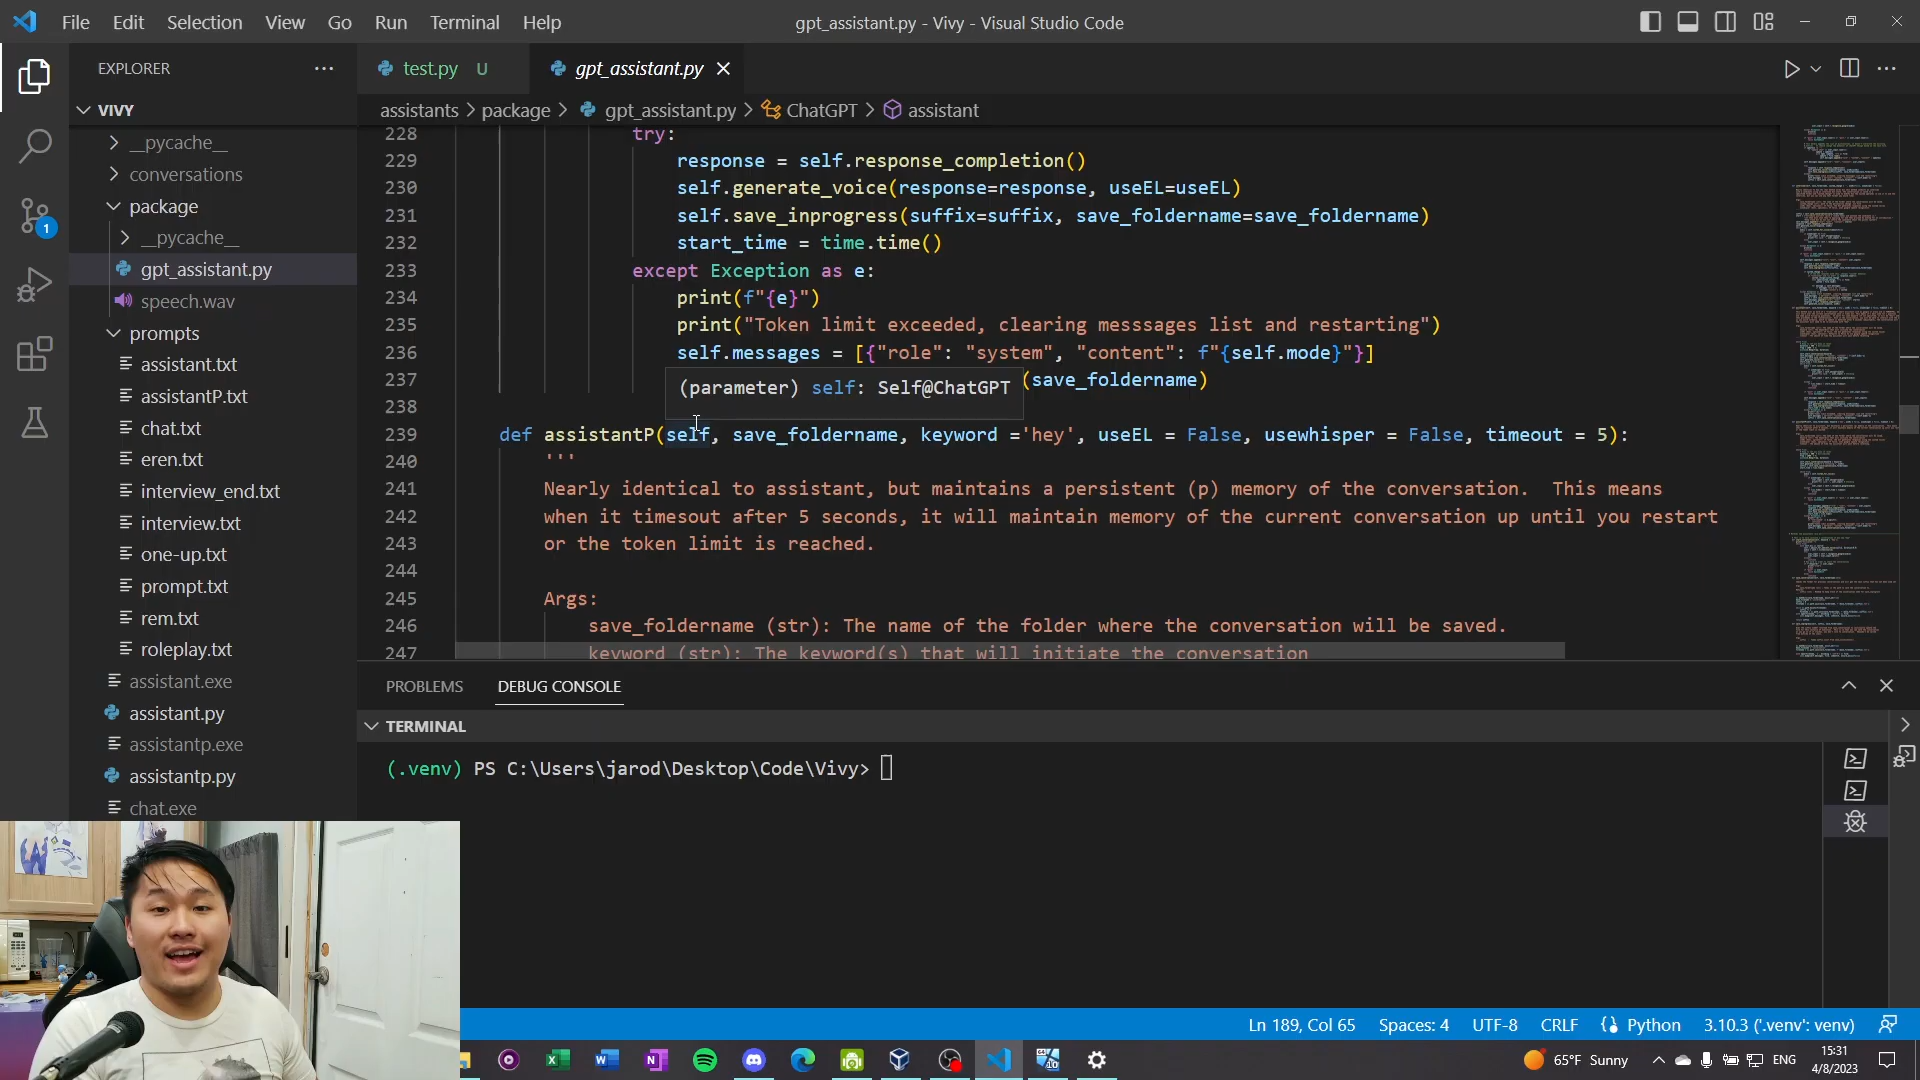 File Edit Selection View Go Run Terminal Help
gpt_assistant.py - Vivy - Visual Studio Code
EXPLORER
test.py U
gpt_assistant.py
VIVY
assistants > package > gpt_assistant.py > ChatGPT > assistant
__pycache__
conversations
package
__pycache__
gpt_assistant.py
speech.wav
prompts
assistant.txt
assistantP.txt
chat.txt
eren.txt
interview_end.txt
interview.txt
one-up.txt
prompt.txt
rem.txt
roleplay.txt
assistant.exe
assistant.py
assistantp.exe
assistantp.py
chat.exe
1
228 try:
229 response = self.response_completion()
230 self.generate_voice(response=response, useEL=useEL)
231 self.save_inprogress(suffix=suffix, save_foldername=save_foldername)
232 start_time = time.time()
233 except Exception as e:
234 print(f"{e}")
235 print("Token limit exceeded, clearing messsages list and restarting")
236 self.messages = [{"role": "system", "content": f"{self.mode}"}]
237 (save_foldername)
(parameter) self: Self@ChatGPT
238
239 def assistantP(self, save_foldername, keyword ='hey', useEL = False, usewhisper = False, timeout = 5):
240 '''
241 Nearly identical to assistant, but maintains a persistent (p) memory of the conversation.  This means
242 when it timesout after 5 seconds, it will maintain memory of the current conversation up until you restart
243 or the token limit is reached.
244
245 Args:
246 save_foldername (str): The name of the folder where the conversation will be saved.
247 keyword (str): The keyword(s) that will initiate the conversation
PROBLEMS DEBUG CONSOLE
TERMINAL
(.venv) PS C:\Users\jarod\Desktop\Code\Vivy>
Ln 189, Col 65 Spaces: 4 UTF-8 CRLF Python 3.10.3 ('.venv': venv)
65°F Sunny ENG 15:31
4/8/2023